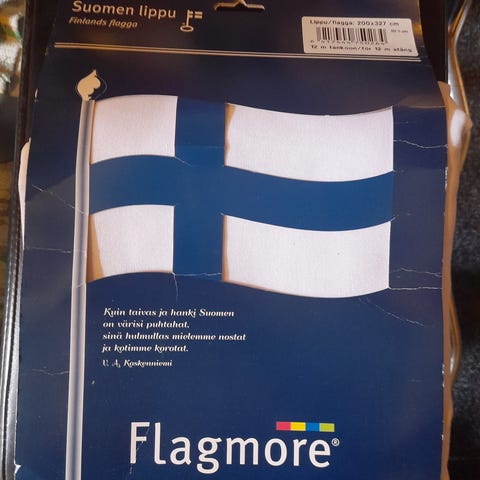 Suomen lippu
Finlands flagga
Lippu/flagga: 200x327 cm
12 m tankoon/för 12 m stång
Kuin taivas ja hanki Suomen
on värisi puhtahat.
sinä hulmullas mielemme nostat
ja kotimme korotat.
V. A. Koskenniemi
Flagmore®